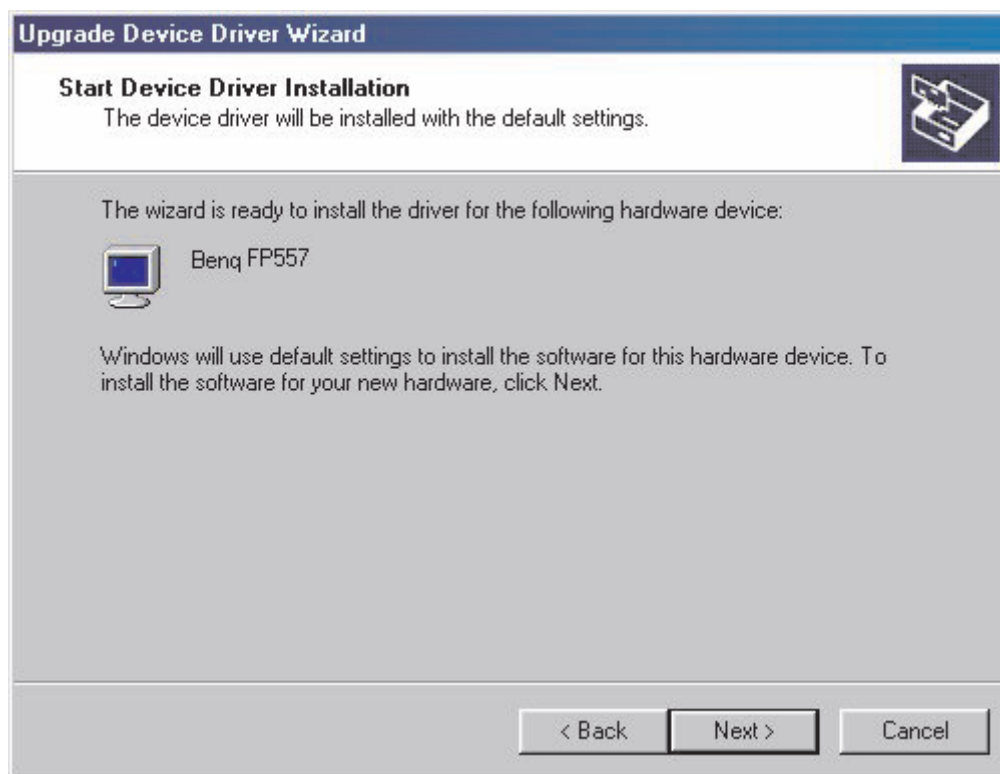 Upgrade Device Driver Wizard
Start Device Driver Installation
The device driver will be installed with the default settings.
The wizard is ready to install the driver for the following hardware device:
Benq FP557
Windows will use default settings to install the software for this hardware device. To
install the software for your new hardware, click Next.
< Back Next > Cancel